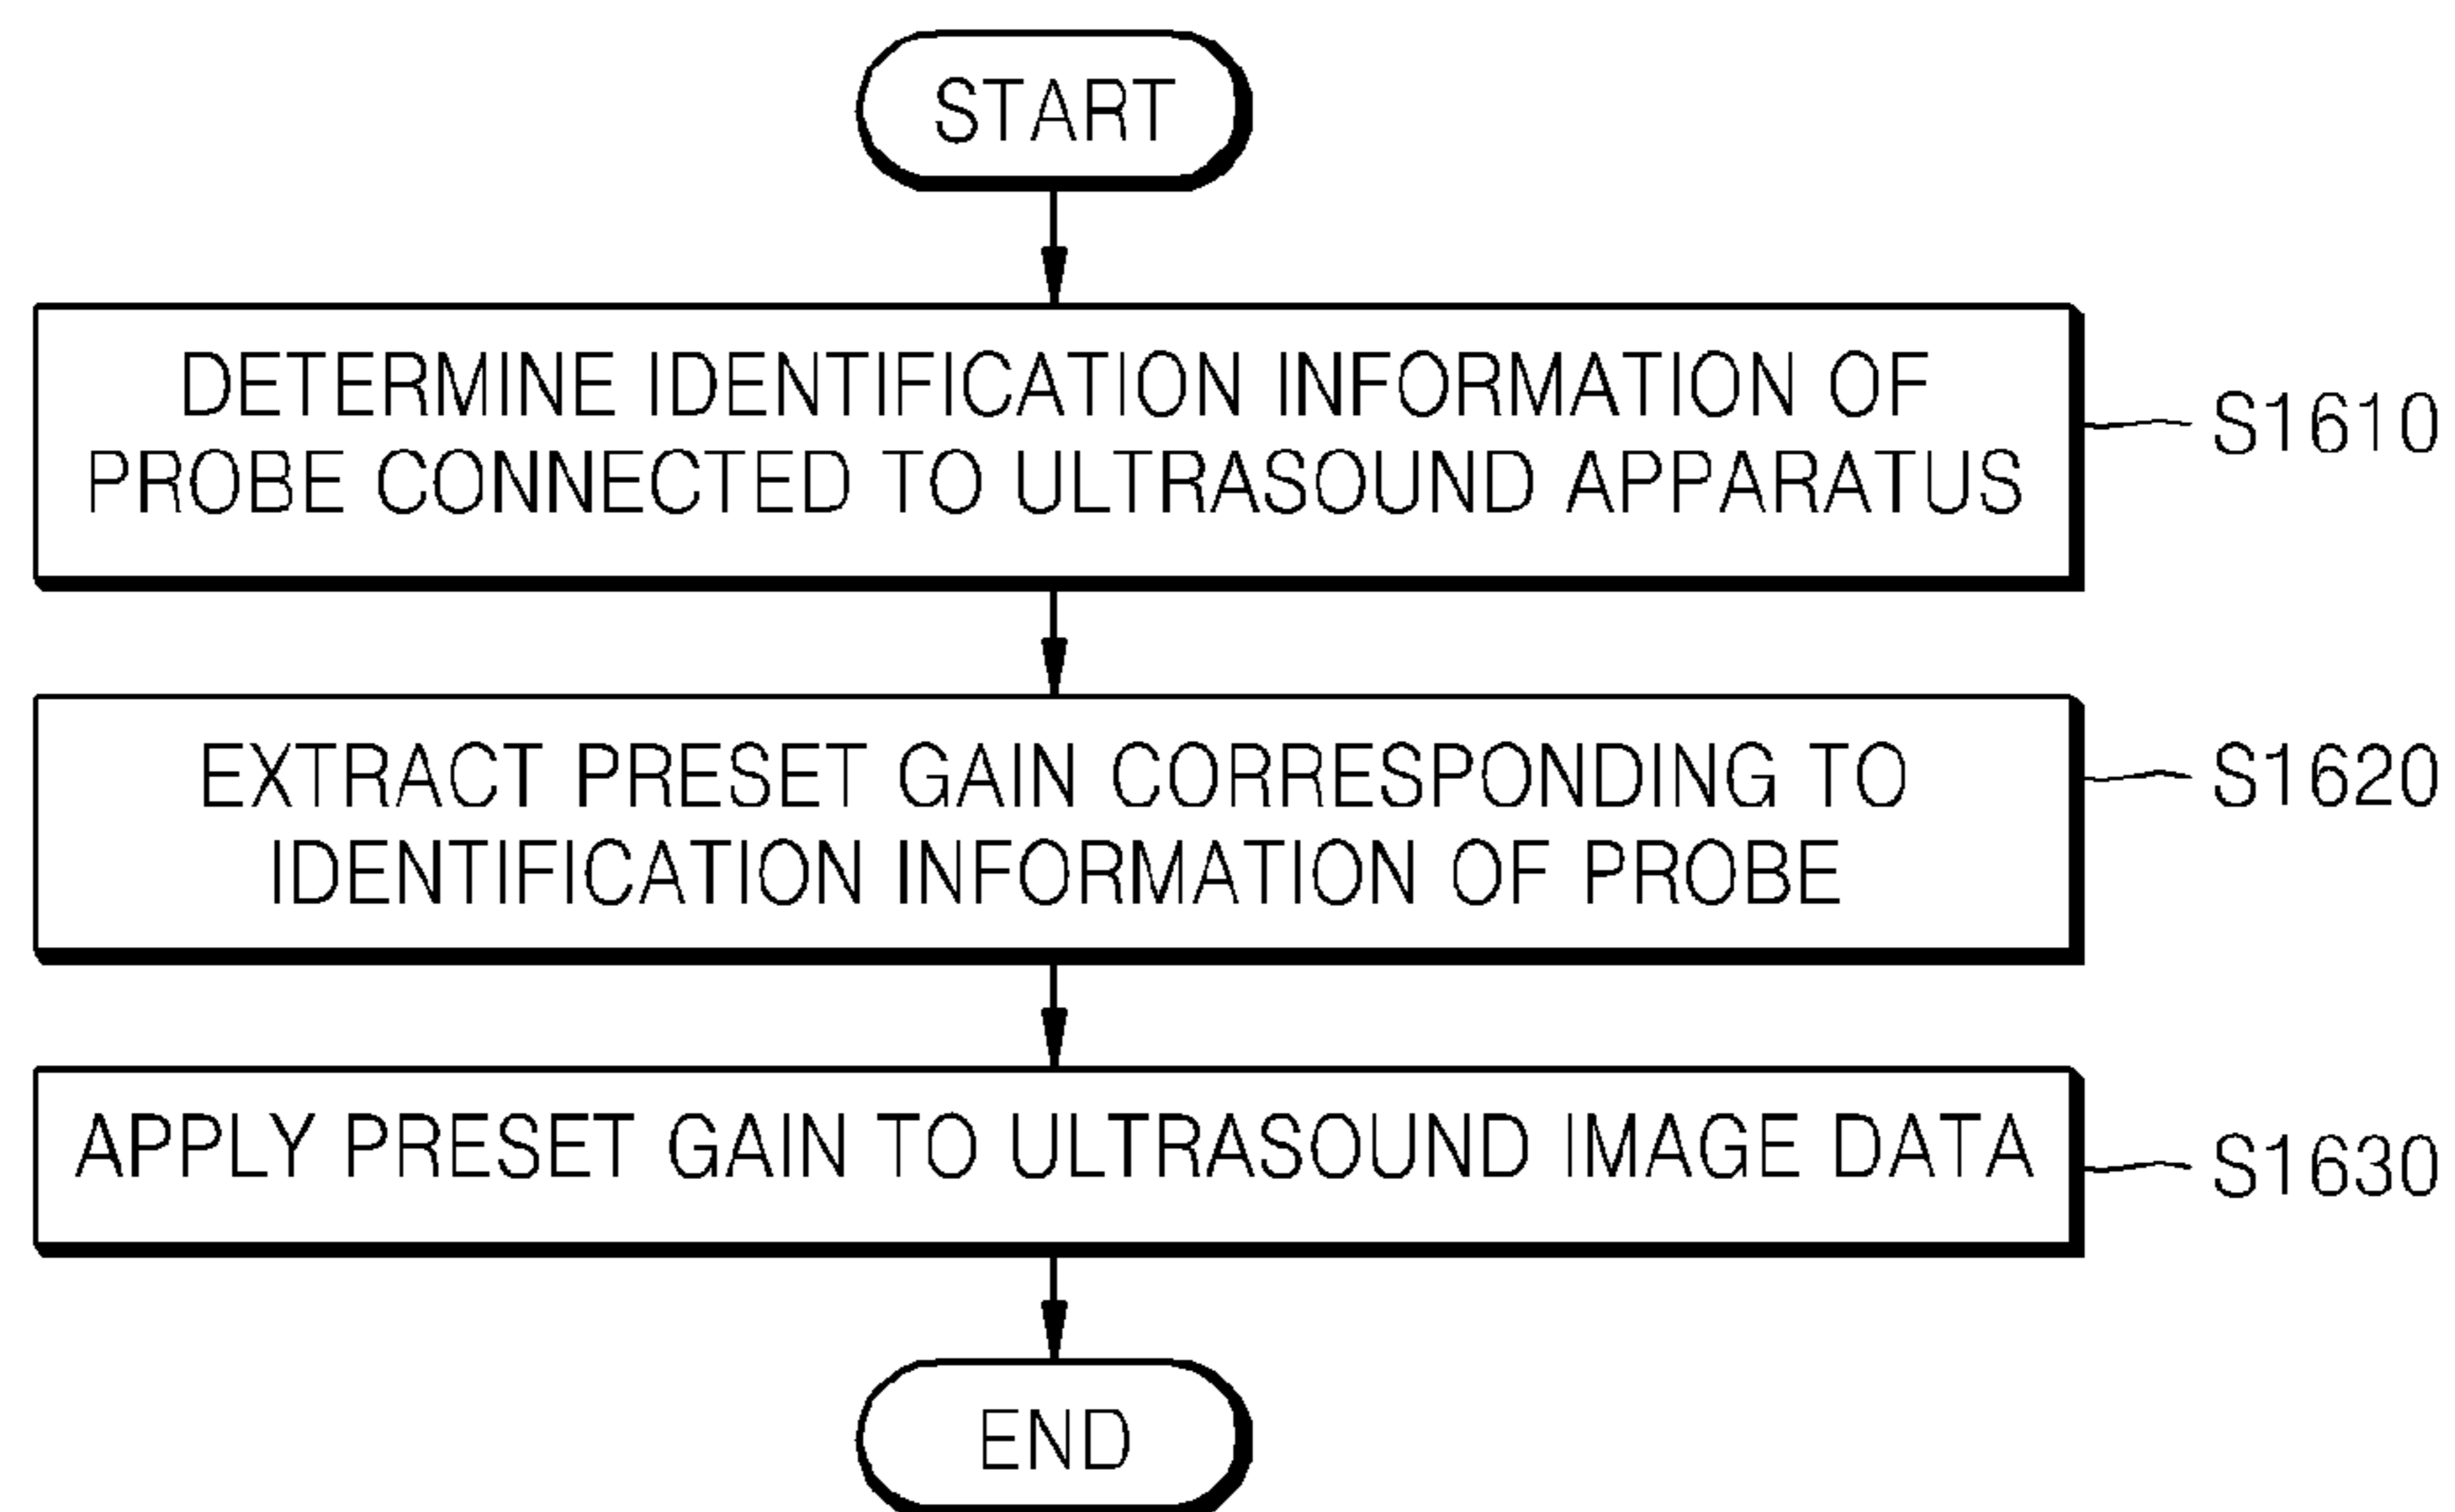 START
DETERMINE IDENTIFICATION INFORMATION OF
PROBE CONNECTED TO ULTRASOUND APPARATUS
S1610
EXTRACT PRESET GAIN CORRESPONDING TO
IDENTIFICATION INFORMATION OF PROBE
S1620
APPLY PRESET GAIN TO ULTRASOUND IMAGE DATA
S1630
END